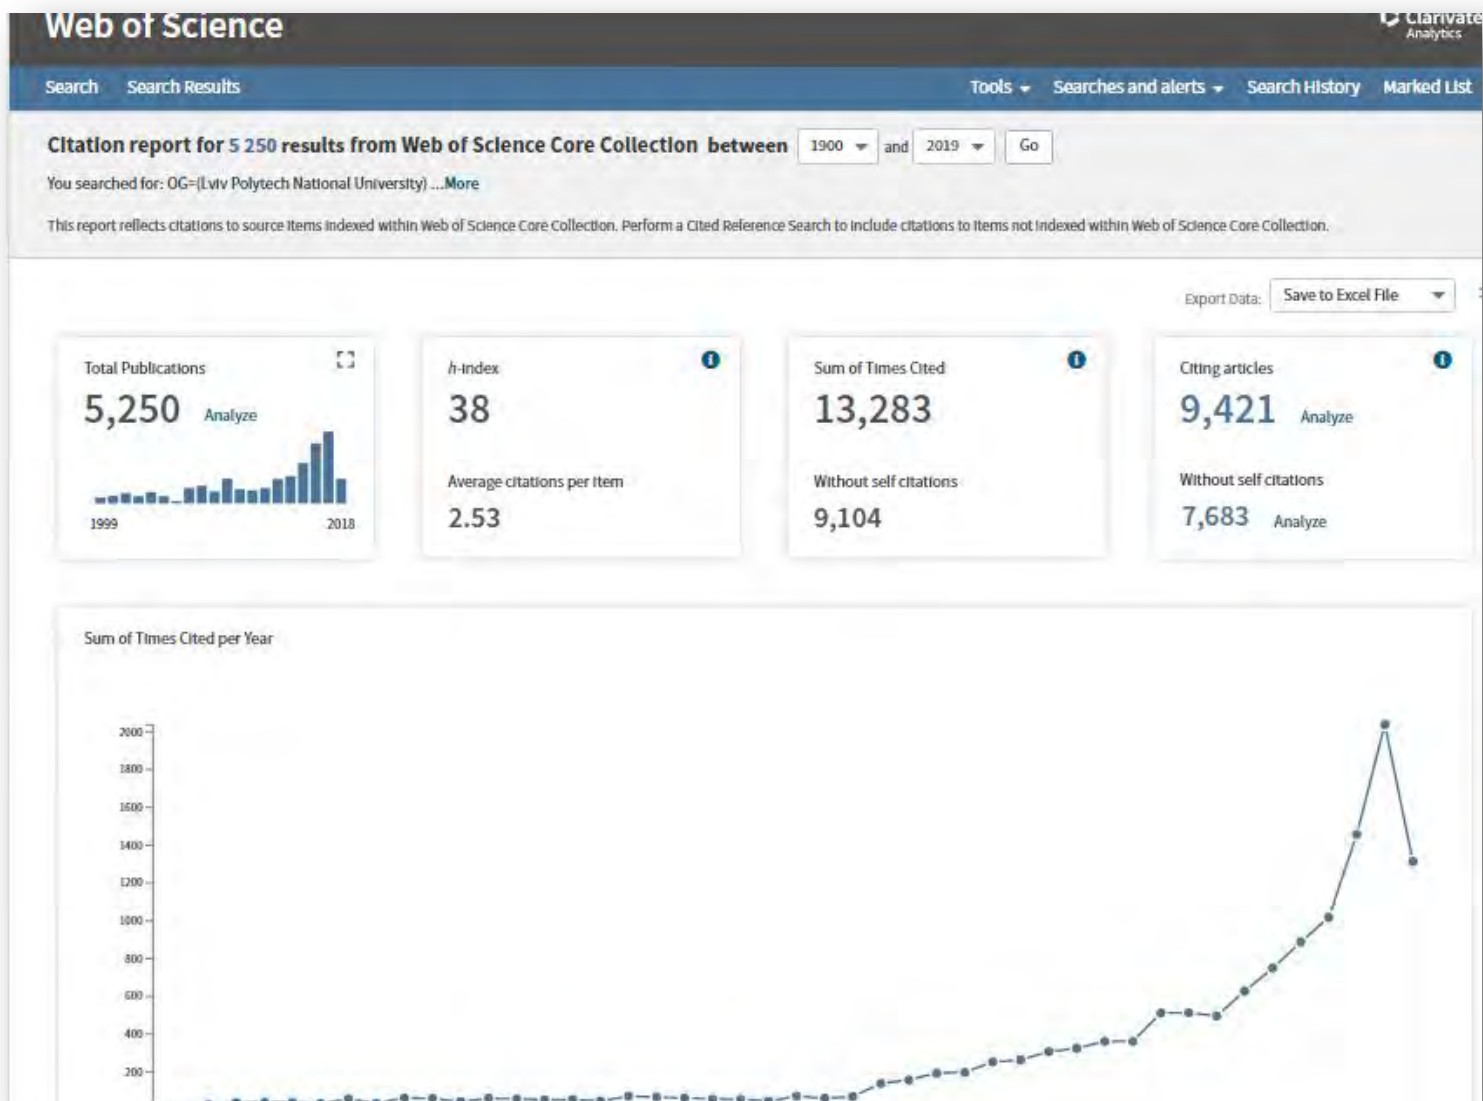 Web of Science
Clarivate
Analytics
Search Search Results Tools Searches and alerts Search History Marked List
Citation report for 5 250 results from Web of Science Core Collection between 1900 and 2019 Go
You searched for: OG=(Lviv Polytech National University) ...More
This report reflects citations to source items indexed within Web of Science Core Collection. Perform a Cited Reference Search to include citations to items not indexed within Web of Science Core Collection.
Export Data: Save to Excel File
Total Publications
5,250 Analyze
1999 2018
h-index
38
Average citations per item
2.53
Sum of Times Cited
13,283
Without self citations
9,104
Citing articles
9,421 Analyze
Without self citations
7,683 Analyze
Sum of Times Cited per Year
2000
1800
1600
1400
1200
1000
800
600
400
200